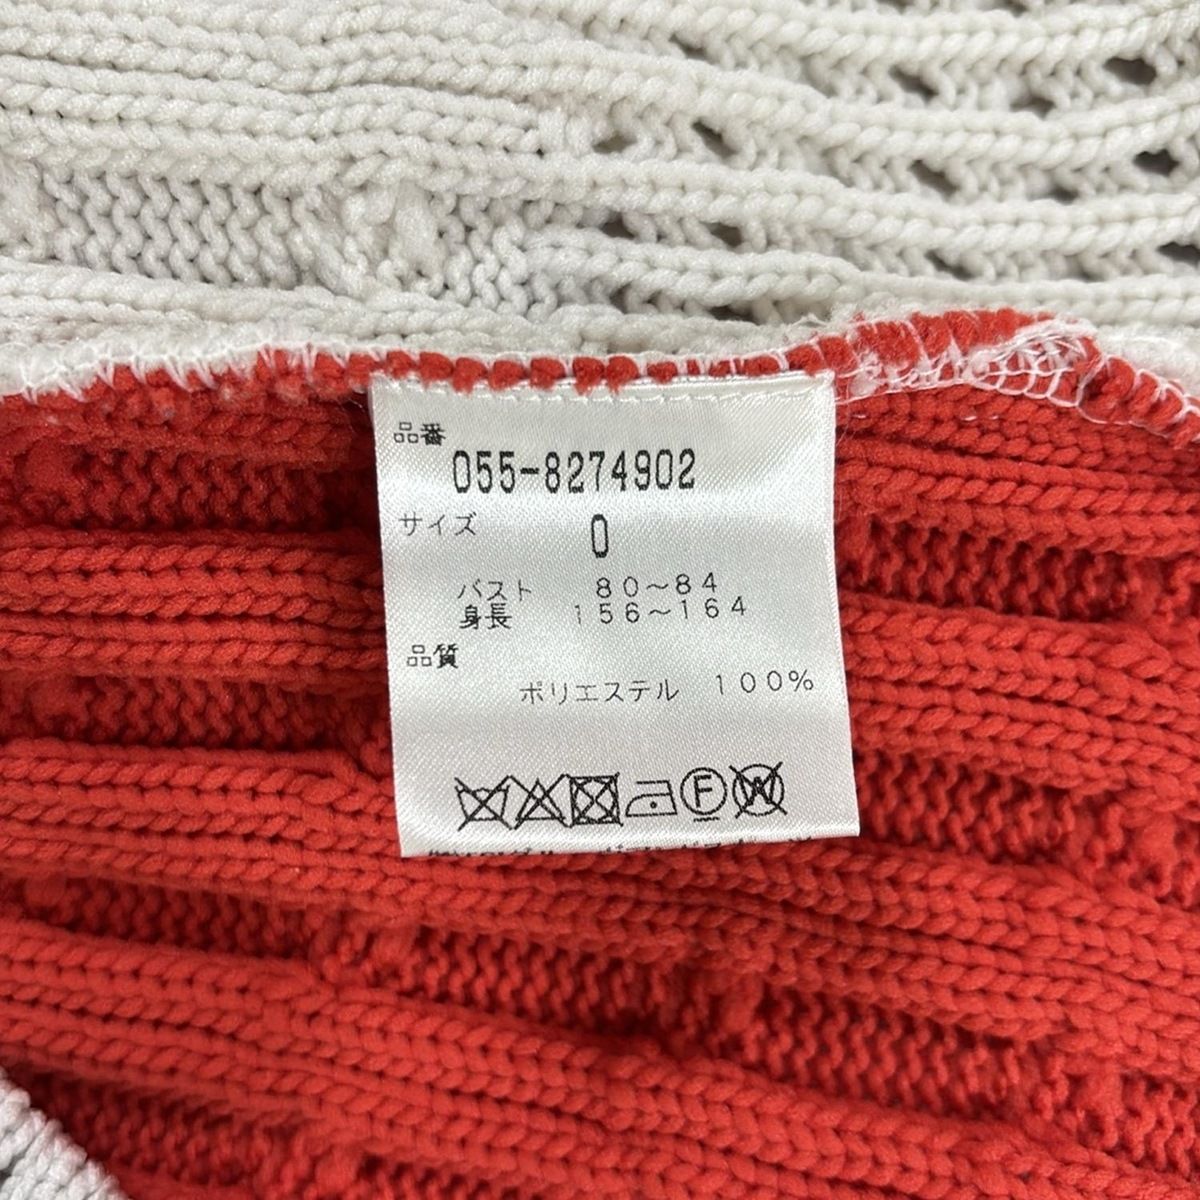 品番
055-8274902
サイズ 0
バスト 80〜84
身長 156〜164
品質
ポリエステル 100%
F W